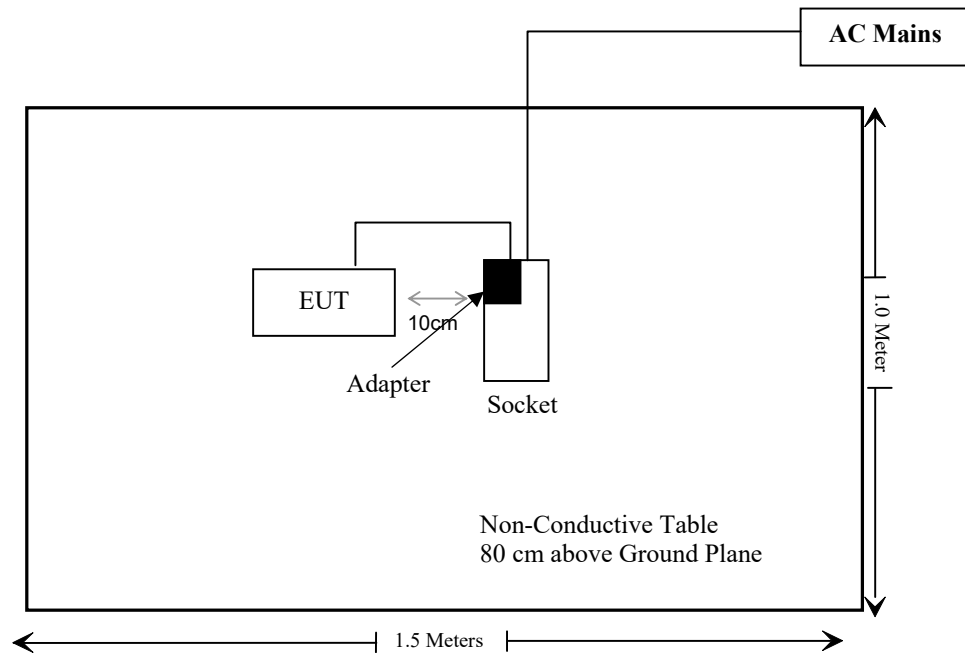 AC Mains
EUT
10cm
Adapter
Socket
1.0 Meter
Non-Conductive Table
80 cm above Ground Plane
1.5 Meters